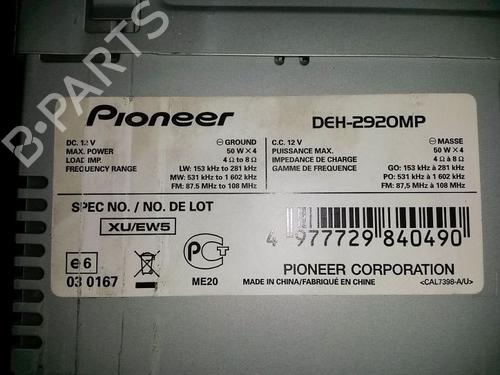 Pioneer DEH-2920MP
DC. 12 V ⊖ GROUND C.C. 12 V ⊖ MASSE
MAX. POWER 50 W × 4 PUISSANCE MAX. 50 W × 4
LOAD IMP. 4 Ω to 8 Ω IMPEDANCE DE CHARGE 4 Ω à 8 Ω
FREQUENCY RANGE LW: 153 kHz to 281 kHz GAMME DE FREQUENCE GO: 153 kHz à 281 kHz
MW: 531 kHz to 1 602 kHz PO: 531 kHz à 1 602 kHz
FM: 87.5 MHz to 108 MHz FM: 87,5 MHz à 108 MHz
SPEC NO. / NO. DE LOT
XU/EW5
4 977729 840490
e6 PIONEER CORPORATION
03 0167 ME20 MADE IN CHINA/FABRIQUÉ EN CHINE <CAL7398-A/U>
B-PARTS